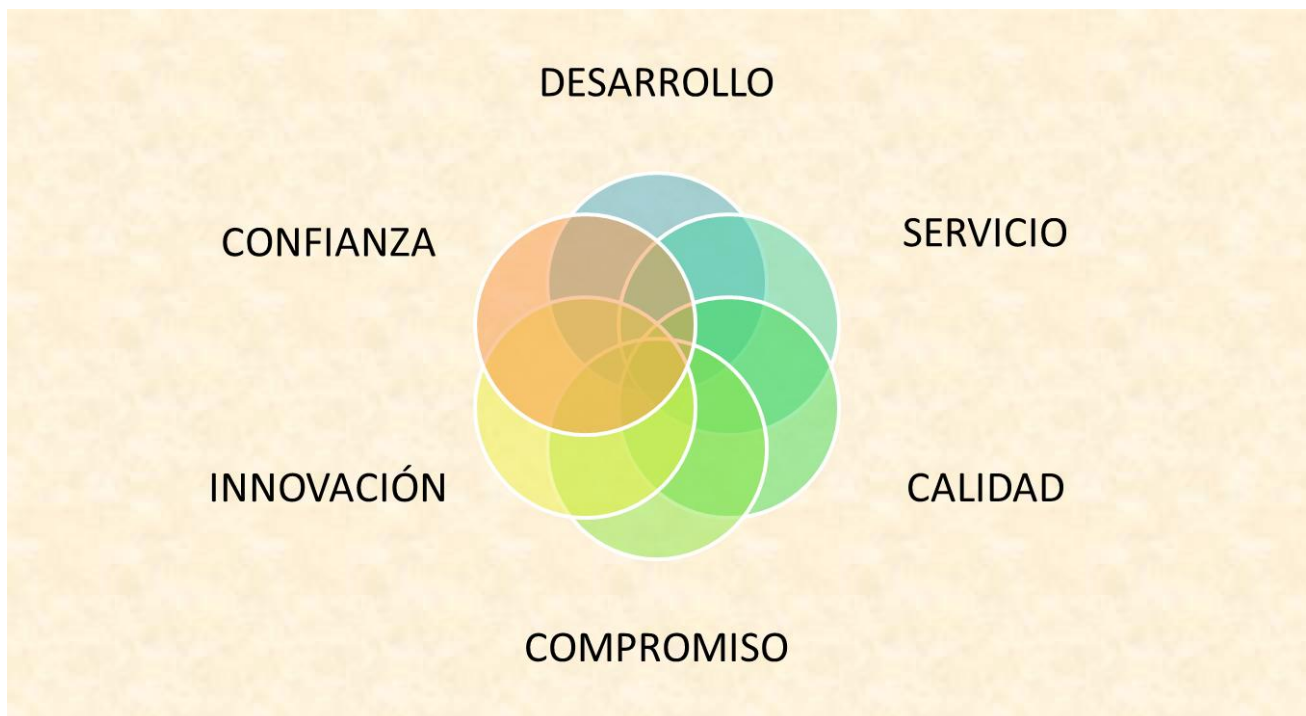 DESARROLLO
CONFIANZA
SERVICIO
INNOVACIÓN
CALIDAD
COMPROMISO